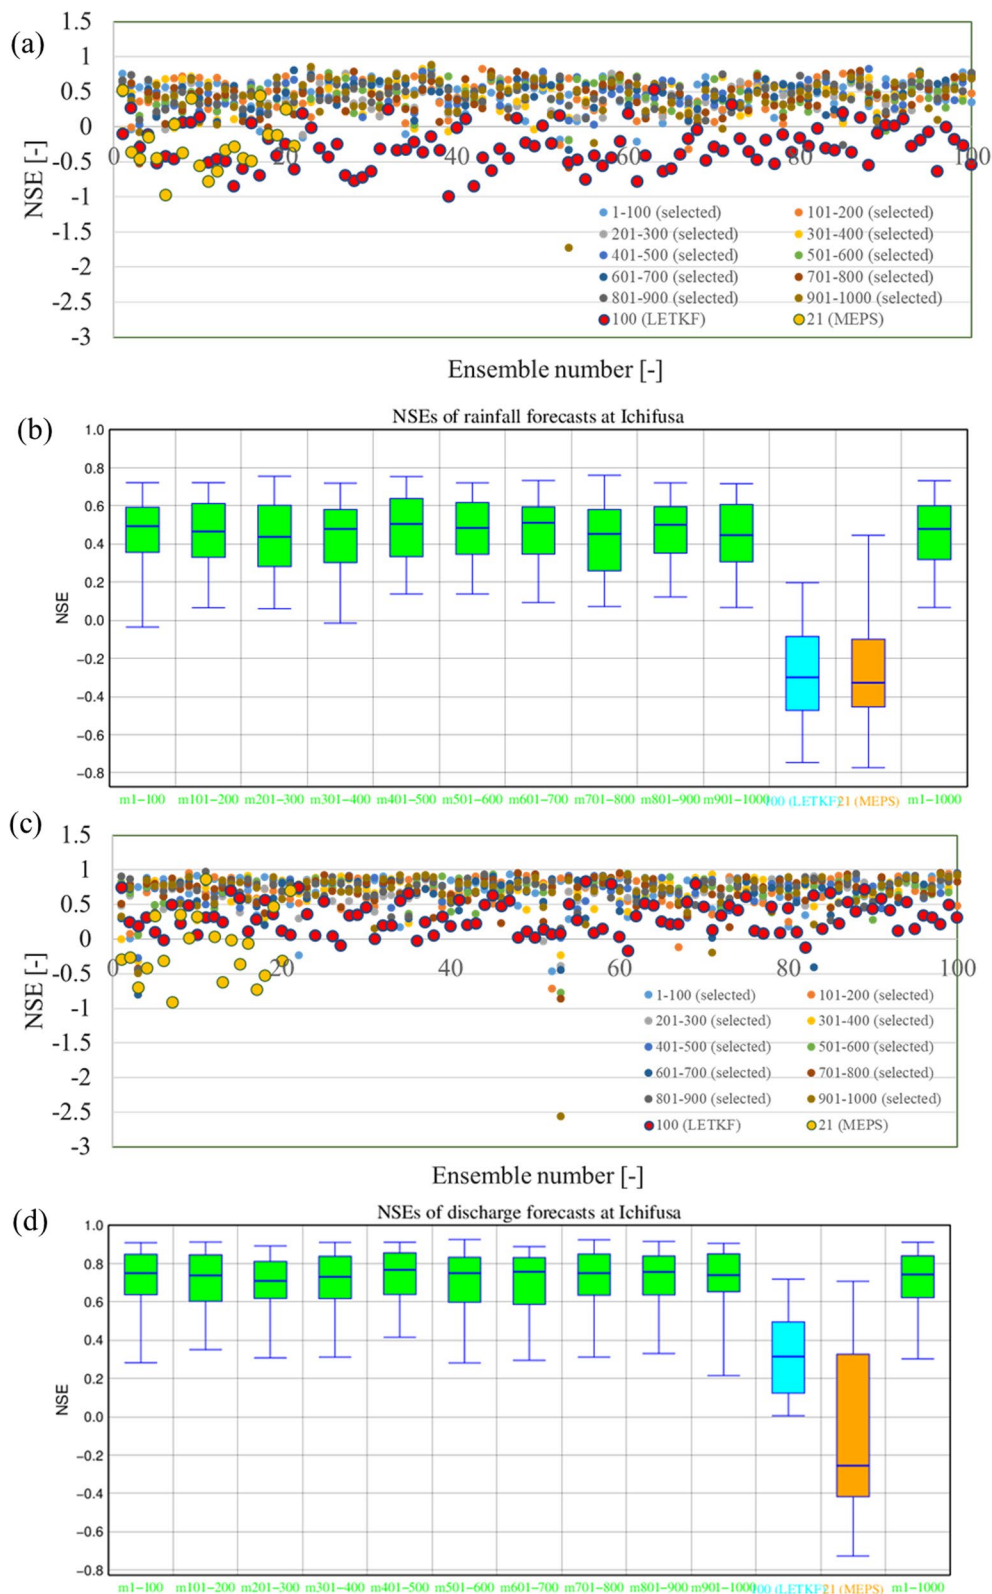 (a)
1.5
1
0.5
0
-0.5
-1
-1.5
-2
-2.5
-3
NSE [-]
0 20 40 60 80 100
1-100 (selected) 101-200 (selected)
201-300 (selected) 301-400 (selected)
401-500 (selected) 501-600 (selected)
601-700 (selected) 701-800 (selected)
801-900 (selected) 901-1000 (selected)
100 (LETKF) 21 (MEPS)
Ensemble number [-]
(b)
NSEs of rainfall forecasts at Ichifusa
1.0
0.8
0.6
0.4
0.2
0.0
−0.2
−0.4
−0.6
−0.8
NSE
m1−100 m101−200 m201−300 m301−400 m401−500 m501−600 m601−700 m701−800 m801−900 m901−1000 100 (LETKF) 21 (MEPS) m1−1000
(c)
1.5
1
0.5
0
-0.5
-1
-1.5
-2
-2.5
-3
NSE [-]
0 20 40 60 80 100
1-100 (selected) 101-200 (selected)
201-300 (selected) 301-400 (selected)
401-500 (selected) 501-600 (selected)
601-700 (selected) 701-800 (selected)
801-900 (selected) 901-1000 (selected)
100 (LETKF) 21 (MEPS)
Ensemble number [-]
(d)
NSEs of discharge forecasts at Ichifusa
1.0
0.8
0.6
0.4
0.2
0.0
−0.2
−0.4
−0.6
−0.8
NSE
m1−100 m101−200 m201−300 m301−400 m401−500 m501−600 m601−700 m701−800 m801−900 m901−1000 100 (LETKF) 21 (MEPS) m1−1000